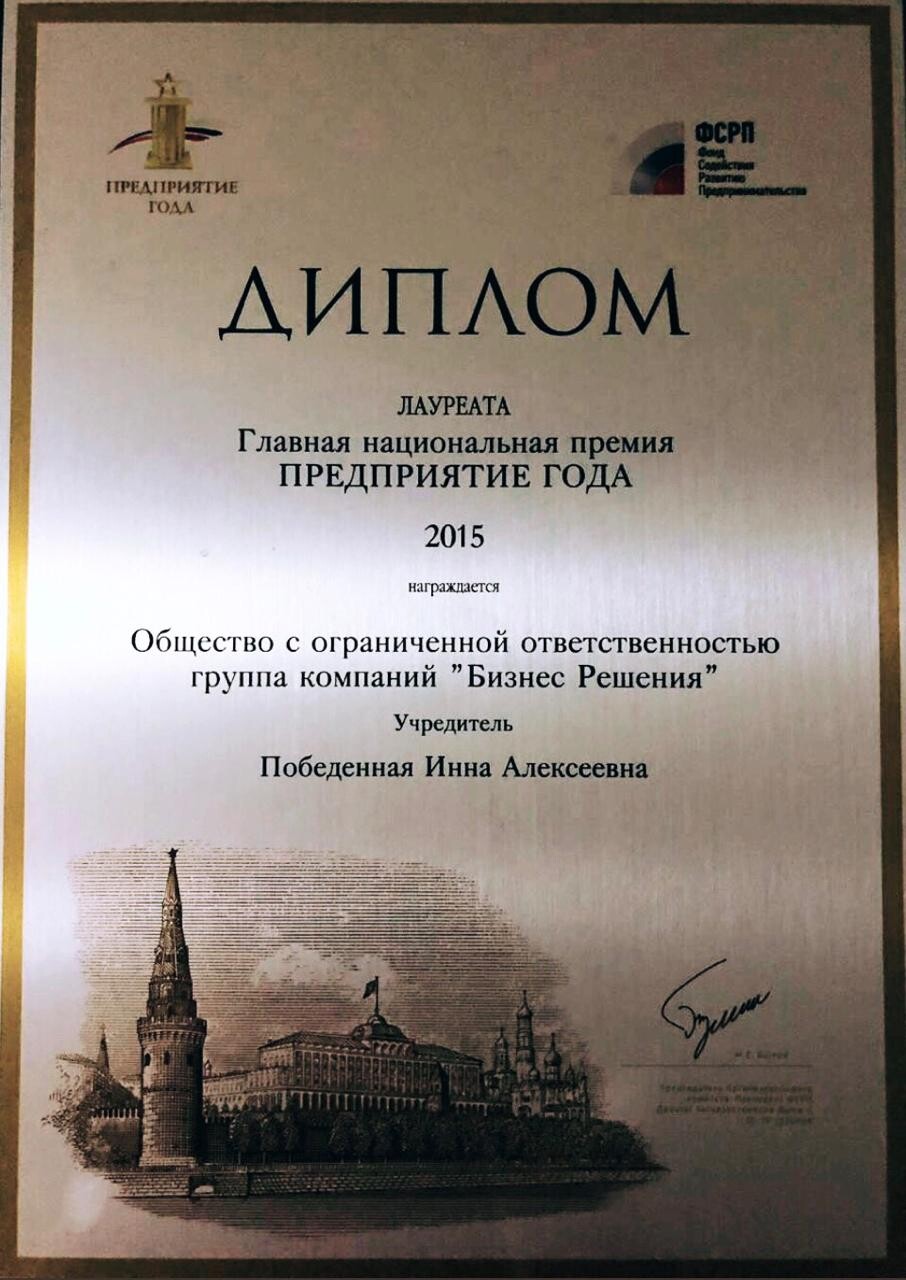 ПРЕДПРИЯТИЕ
ГОДА
ФСРП
Фонд
Содействия
Развитию
Предпринимательства
ДИПЛОМ
ЛАУРЕАТА
Главная национальная премия
ПРЕДПРИЯТИЕ ГОДА
2015
награждается
Общество с ограниченной ответственностью
группа компаний "Бизнес Решения"
Учредитель
Победенная Инна Алексеевна